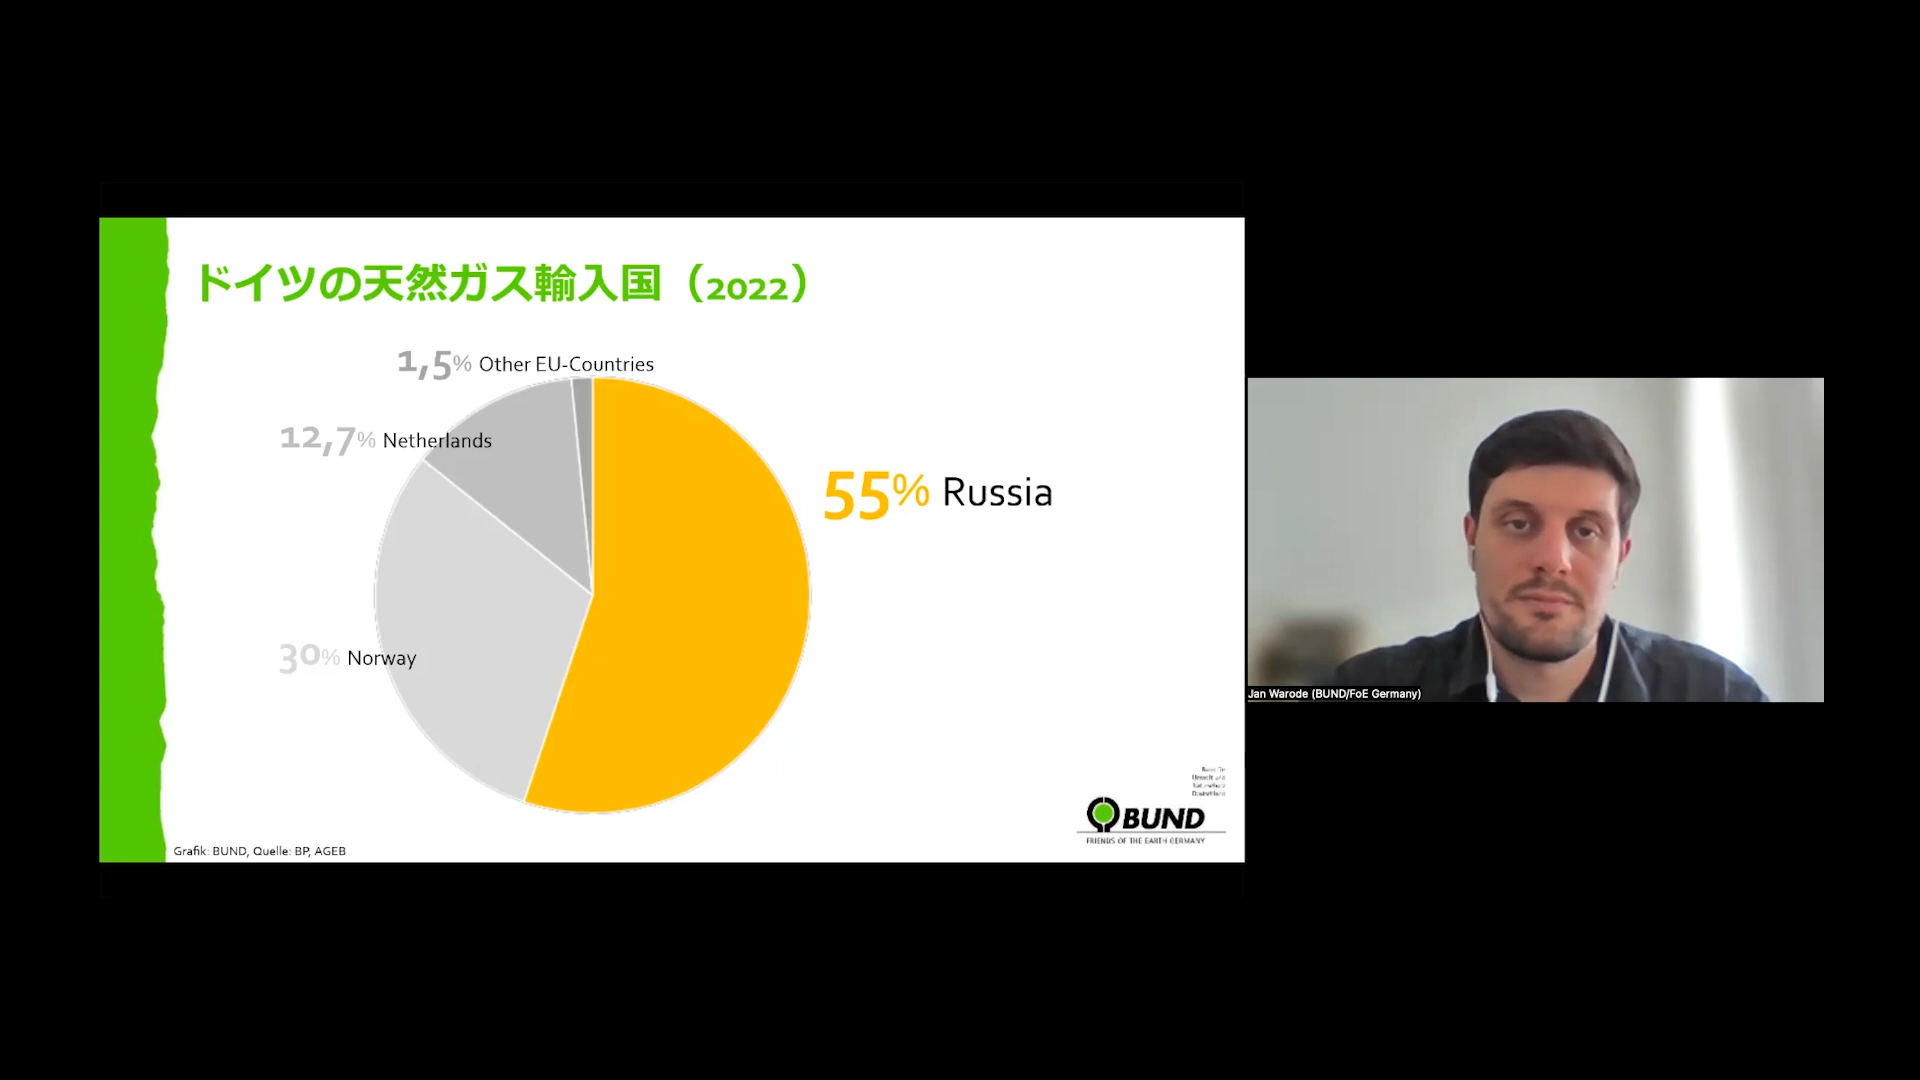 ドイツの天然ガス輸入国（2022）
1,5% Other EU-Countries
12,7% Netherlands
55% Russia
30% Norway
Jan Warode (BUND/FoE Germany)
BUND
FRIENDS OF THE EARTH GERMANY
Grafik: BUND, Quelle: BP, AGEB